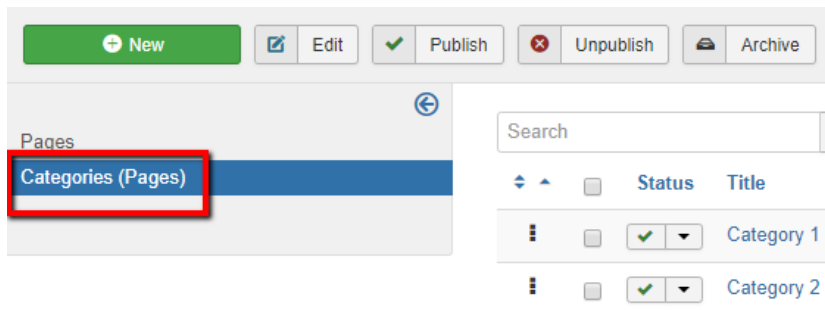 New Edit Publish Unpublish Archive
Pages
Categories (Pages)
Search
Status Title
Category 1
Category 2